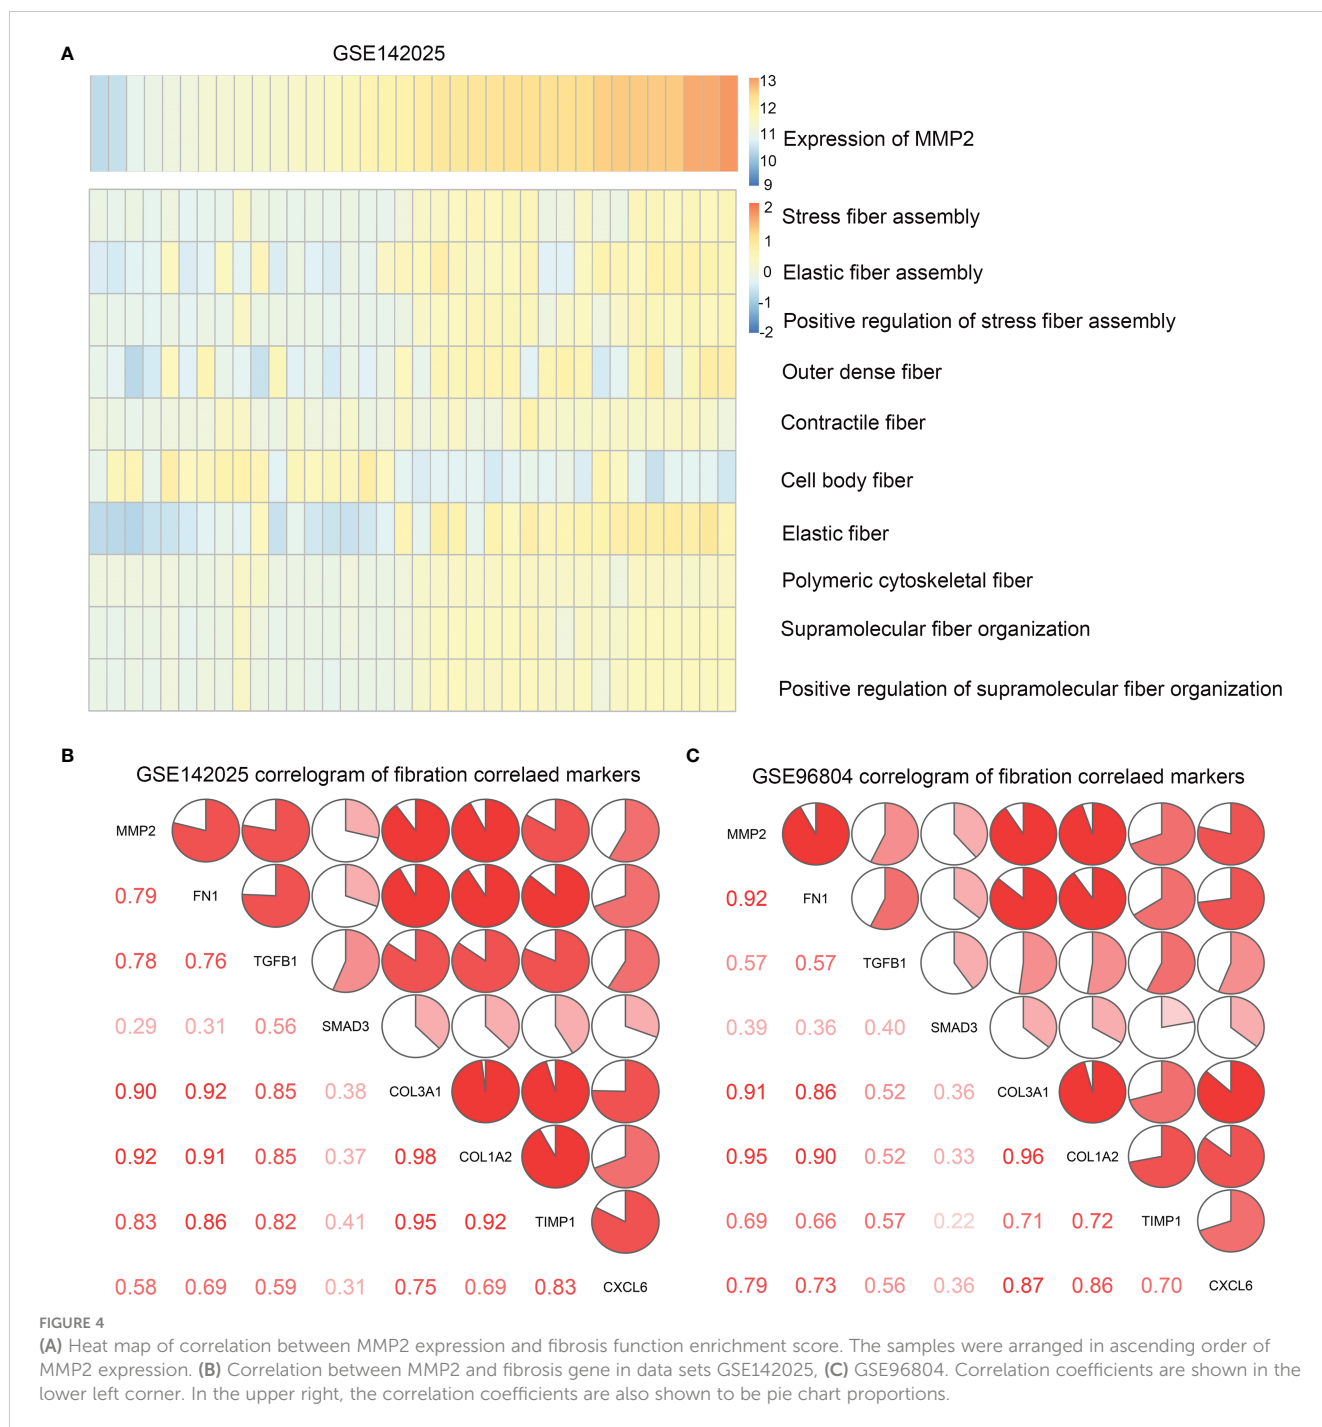 A
GSE142025
13
12
11
10
9
Expression of MMP2
2
1
0
-1
-2
Stress fiber assembly
Elastic fiber assembly
Positive regulation of stress fiber assembly
Outer dense fiber
Contractile fiber
Cell body fiber
Elastic fiber
Polymeric cytoskeletal fiber
Supramolecular fiber organization
Positive regulation of supramolecular fiber organization
B
GSE142025 correlogram of fibration correlaed markers
MMP2
0.79 FN1
0.78 0.76 TGFB1
0.29 0.31 0.56 SMAD3
0.90 0.92 0.85 0.38 COL3A1
0.92 0.91 0.85 0.37 0.98 COL1A2
0.83 0.86 0.82 0.41 0.95 0.92 TIMP1
0.58 0.69 0.59 0.31 0.75 0.69 0.83 CXCL6
C
GSE96804 correlogram of fibration correlaed markers
MMP2
0.92 FN1
0.57 0.57 TGFB1
0.39 0.36 0.40 SMAD3
0.91 0.86 0.52 0.36 COL3A1
0.95 0.90 0.52 0.33 0.96 COL1A2
0.69 0.66 0.57 0.22 0.71 0.72 TIMP1
0.79 0.73 0.56 0.36 0.87 0.86 0.70 CXCL6
FIGURE 4
(A) Heat map of correlation between MMP2 expression and fibrosis function enrichment score. The samples were arranged in ascending order of
MMP2 expression. (B) Correlation between MMP2 and fibrosis gene in data sets GSE142025, (C) GSE96804. Correlation coefficients are shown in the
lower left corner. In the upper right, the correlation coefficients are also shown to be pie chart proportions.